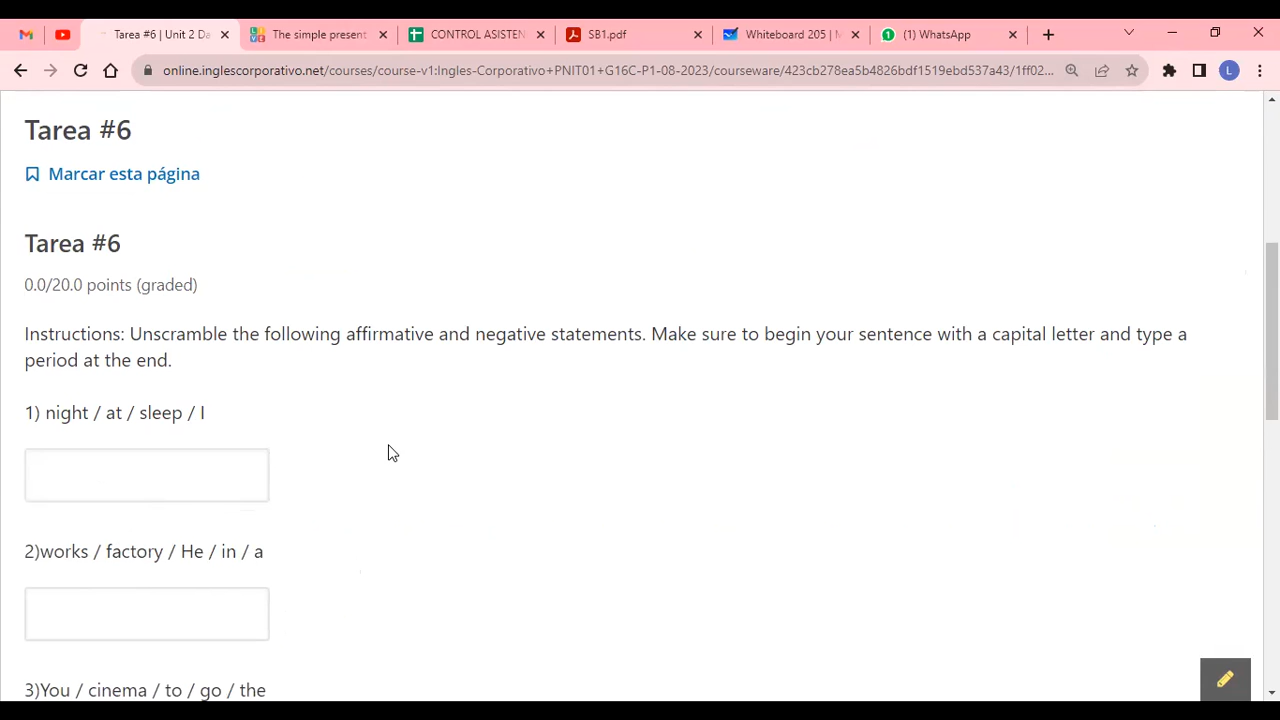 Tarea #6 | Unit 2 Da
The simple present
CONTROL ASISTEN
SB1.pdf
Whiteboard 205 | M
(1) WhatsApp
online.inglescorporativo.net/courses/course-v1:Ingles-Corporativo+PNIT01+G16C-P1-08-2023/courseware/423cb278ea5b4826bdf1519ebd537a43/1ff02...
L
Tarea #6
Marcar esta página
Tarea #6
0.0/20.0 points (graded)
Instructions: Unscramble the following affirmative and negative statements. Make sure to begin your sentence with a capital letter and type a
period at the end.
1) night / at / sleep / I
2)works / factory / He / in / a
3)You / cinema / to / go / the